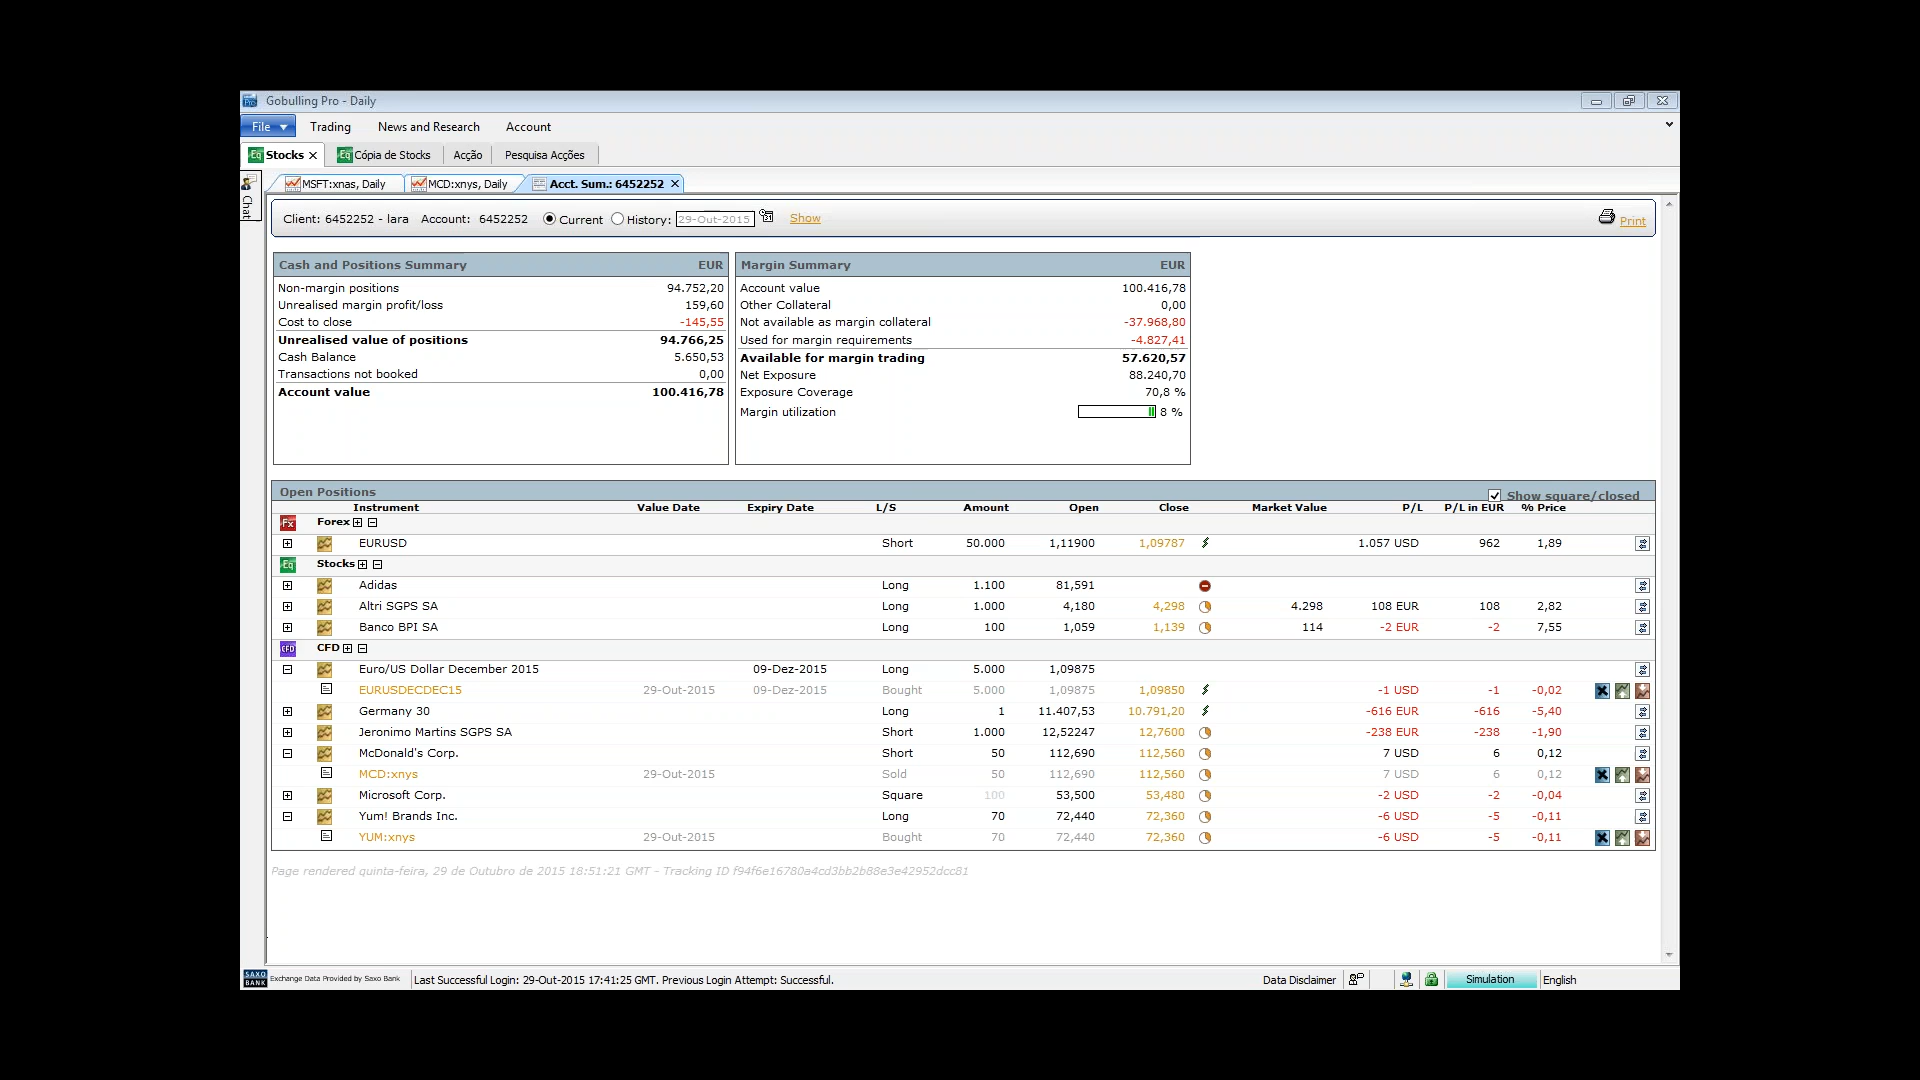 Gobulling Pro - Daily
File Trading News and Research Account
Eq Stocks Eq Cópia de Stocks Acção Pesquisa Acções
MSFT:xnas, Daily MCD:xnys, Daily Acct. Sum.: 6452252
Chat
Client: 6452252 - lara Account: 6452252 Current History: 29-Out-2015 Show Print
Cash and Positions Summary EUR
Non-margin positions 94.752,20
Unrealised margin profit/loss 159,60
Cost to close -145,55
Unrealised value of positions 94.766,25
Cash Balance 5.650,53
Transactions not booked 0,00
Account value 100.416,78
Margin Summary EUR
Account value 100.416,78
Other Collateral 0,00
Not available as margin collateral -37.968,80
Used for margin requirements -4.827,41
Available for margin trading 57.620,57
Net Exposure 88.240,70
Exposure Coverage 70,8 %
Margin utilization 8 %
Open Positions Show square/closed
Instrument Value Date Expiry Date L/S Amount Open Close Market Value P/L P/L in EUR % Price
Fx Forex
EURUSD Short 50.000 1,11900 1,09787 1.057 USD 962 1,89
Eq Stocks
Adidas Long 1.100 81,591
Altri SGPS SA Long 1.000 4,180 4,298 4.298 108 EUR 108 2,82
Banco BPI SA Long 100 1,059 1,139 114 -2 EUR -2 7,55
CFD CFD
Euro/US Dollar December 2015 09-Dez-2015 Long 5.000 1,09875
EURUSDECDEC15 29-Out-2015 09-Dez-2015 Bought 5.000 1,09875 1,09850 -1 USD -1 -0,02
Germany 30 Long 1 11.407,53 10.791,20 -616 EUR -616 -5,40
Jeronimo Martins SGPS SA Short 1.000 12,52247 12,7600 -238 EUR -238 -1,90
McDonald's Corp. Short 50 112,690 112,560 7 USD 6 0,12
MCD:xnys 29-Out-2015 Sold 50 112,690 112,560 7 USD 6 0,12
Microsoft Corp. Square 100 53,500 53,480 -2 USD -2 -0,04
Yum! Brands Inc. Long 70 72,440 72,360 -6 USD -5 -0,11
YUM:xnys 29-Out-2015 Bought 70 72,440 72,360 -6 USD -5 -0,11
Page rendered quinta-feira, 29 de Outubro de 2015 18:51:21 GMT - Tracking ID f94f6e16780a4cd3bb2b88e3e42952dcc81
SAXO BANK Exchange Data Provided by Saxo Bank Last Successful Login: 29-Out-2015 17:41:25 GMT. Previous Login Attempt: Successful. Data Disclaimer Simulation English